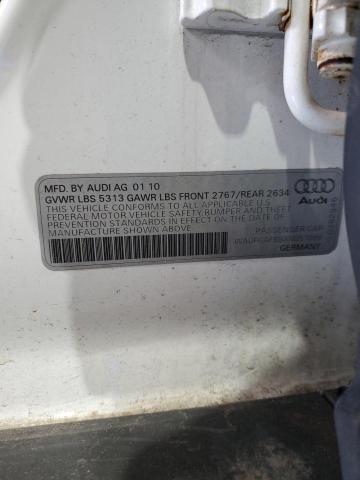 MFD. BY AUDI AG 01 10
GVWR LBS 5313 GAWR LBS FRONT 2767/REAR 2634
THIS VEHICLE CONFORMS TO ALL APPLICABLE U.S.
FEDERAL MOTOR VEHICLE SAFETY,BUMPER AND THEFT
PREVENTION STANDARDS IN EFFECT ON THE DATE OF
MANUFACTURE SHOWN ABOVE
Audi
PASSENGER CAR
GERMANY